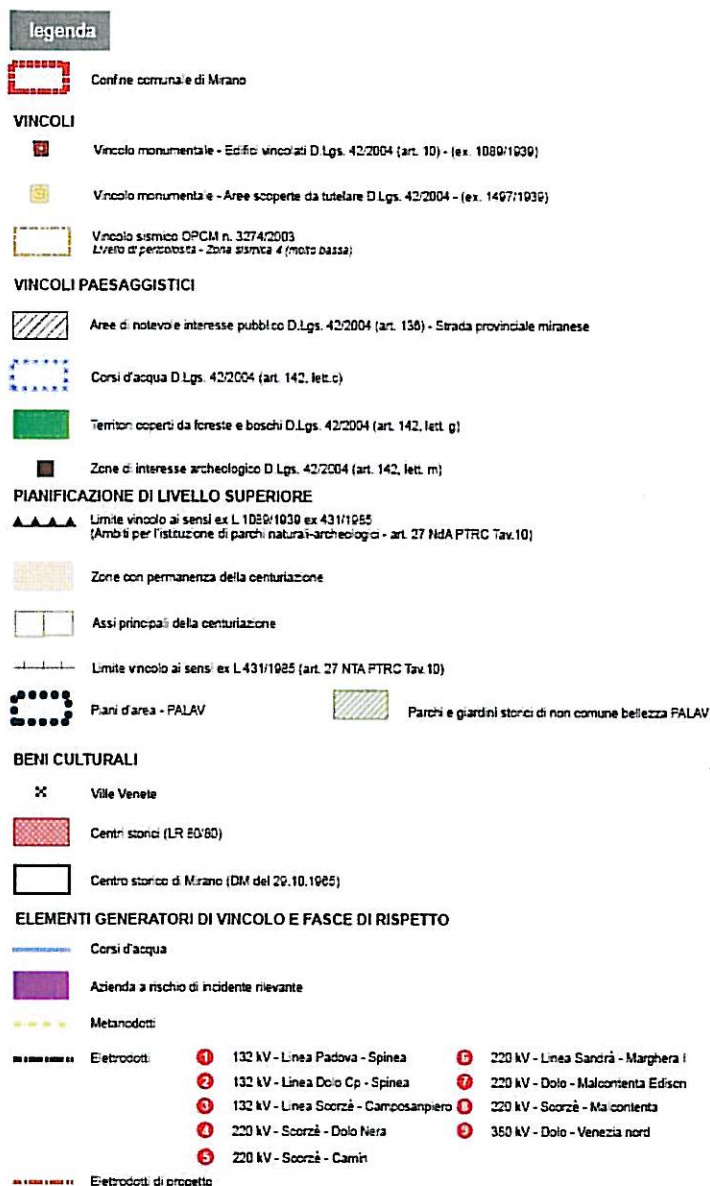 legenda
Confine comunale di Mirano
VINCOLI
Vincolo monumentale - Edifici vincolati D.Lgs. 42/2004 (art. 10) - (ex. 1089/1939)
Vincolo monumentale - Aree scoperte da tutelare D.Lgs. 42/2004 - (ex. 1497/1939)
Vincolo sismico OPCM n. 3274/2003
Livello di pericolosità - Zona sismica 4 (molto bassa)
VINCOLI PAESAGGISTICI
Aree di notevole interesse pubblico D.Lgs. 42/2004 (art. 136) - Strada provinciale miranese
Corsi d'acqua D.Lgs. 42/2004 (art. 142, lett.c)
Territori coperti da foreste e boschi D.Lgs. 42/2004 (art. 142, lett. g)
Zone di interesse archeologico D.Lgs. 42/2004 (art. 142, lett. m)
PIANIFICAZIONE DI LIVELLO SUPERIORE
Limite vincolo ai sensi ex L 1089/1939 ex 431/1985
(Ambiti per l'istituzione di parchi naturali-archeologici - art. 27 NdA PTRC Tav.10)
Zone con permanenza della centuriazione
Assi principali della centuriazione
Limite vincolo ai sensi ex L 431/1985 (art. 27 NTA PTRC Tav.10)
Piani d'area - PALAV
Parchi e giardini storici di non comune bellezza PALAV
BENI CULTURALI
Ville Venete
Centri storici (LR 80/80)
Centro storico di Mirano (DM del 29.10.1985)
ELEMENTI GENERATORI DI VINCOLO E FASCE DI RISPETTO
Corsi d'acqua
Azienda a rischio di incidente rilevante
Metanodotti
Elettrodotti
1 132 kV - Linea Padova - Spinea
2 132 kV - Linea Dolo Cp - Spinea
3 132 kV - Linea Scorzè - Camposanpiero
4 220 kV - Scorzè - Dolo Nera
5 220 kV - Scorzè - Camin
6 220 kV - Linea Sandrà - Marghera I
7 220 kV - Dolo - Malcontenta Edison
8 220 kV - Scorzè - Malcontenta
9 380 kV - Dolo - Venezia nord
Elettrodotti di progetto